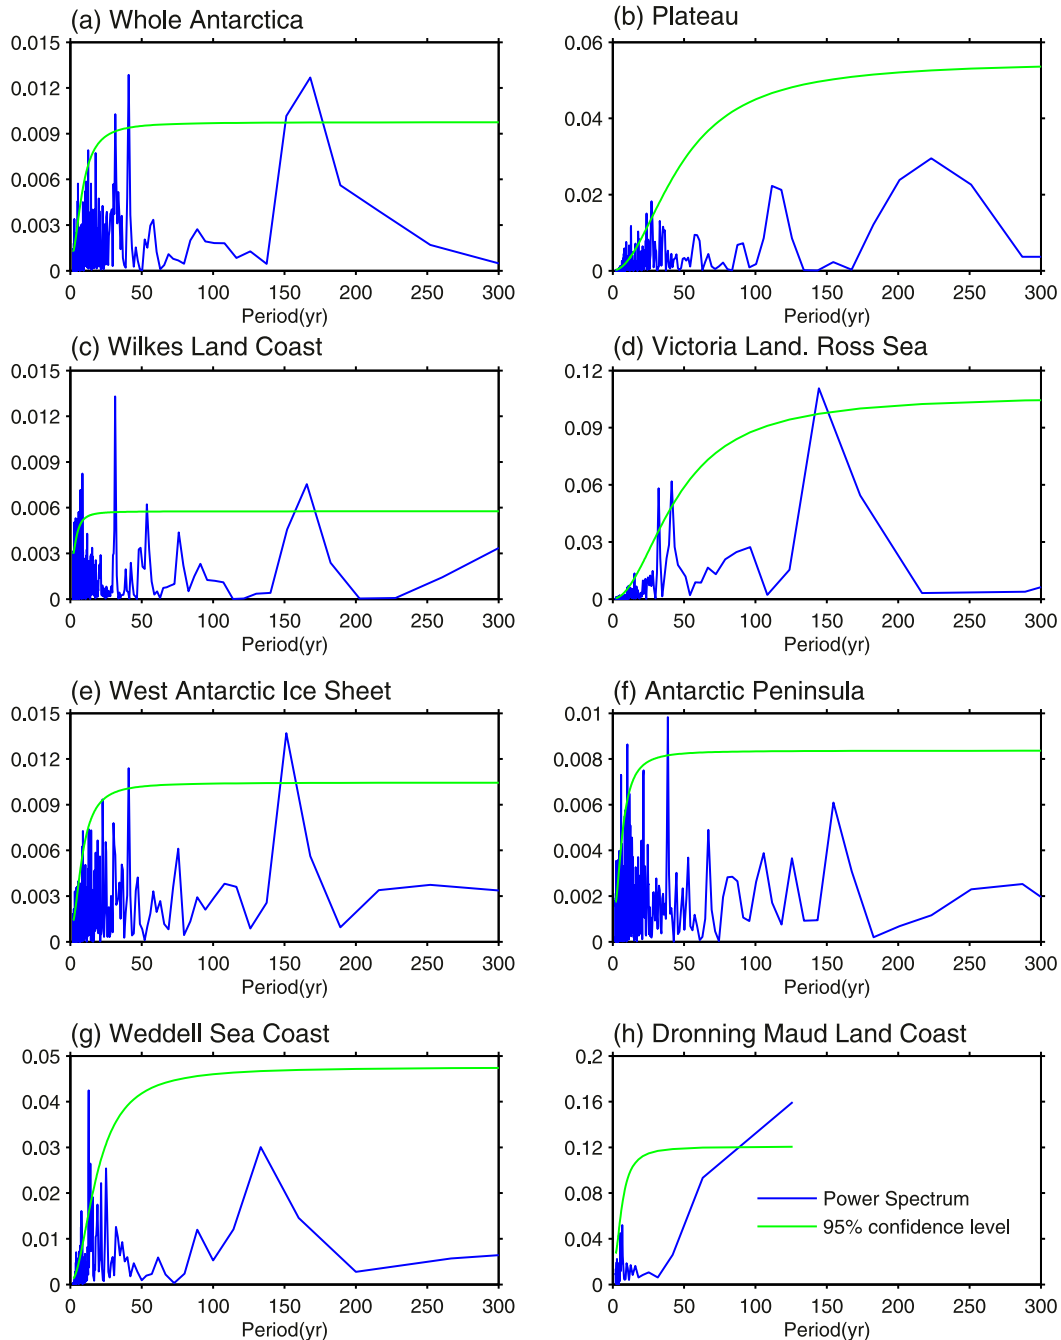 (a) Whole Antarctica
0.015
0.012
0.009
0.006
0.003
0
0 50 100 150 200 250 300
Period(yr)
(b) Plateau
0.06
0.04
0.02
0
0 50 100 150 200 250 300
Period(yr)
(c) Wilkes Land Coast
0.015
0.012
0.009
0.006
0.003
0
0 50 100 150 200 250 300
Period(yr)
(d) Victoria Land. Ross Sea
0.12
0.09
0.06
0.03
0
0 50 100 150 200 250 300
Period(yr)
(e) West Antarctic Ice Sheet
0.015
0.012
0.009
0.006
0.003
0
0 50 100 150 200 250 300
Period(yr)
(f) Antarctic Peninsula
0.01
0.008
0.006
0.004
0.002
0
0 50 100 150 200 250 300
Period(yr)
(g) Weddell Sea Coast
0.05
0.04
0.03
0.02
0.01
0
0 50 100 150 200 250 300
Period(yr)
(h) Dronning Maud Land Coast
0.2
0.16
0.12
0.08
0.04
0
Power Spectrum
95% confidence level
0 50 100 150 200 250 300
Period(yr)